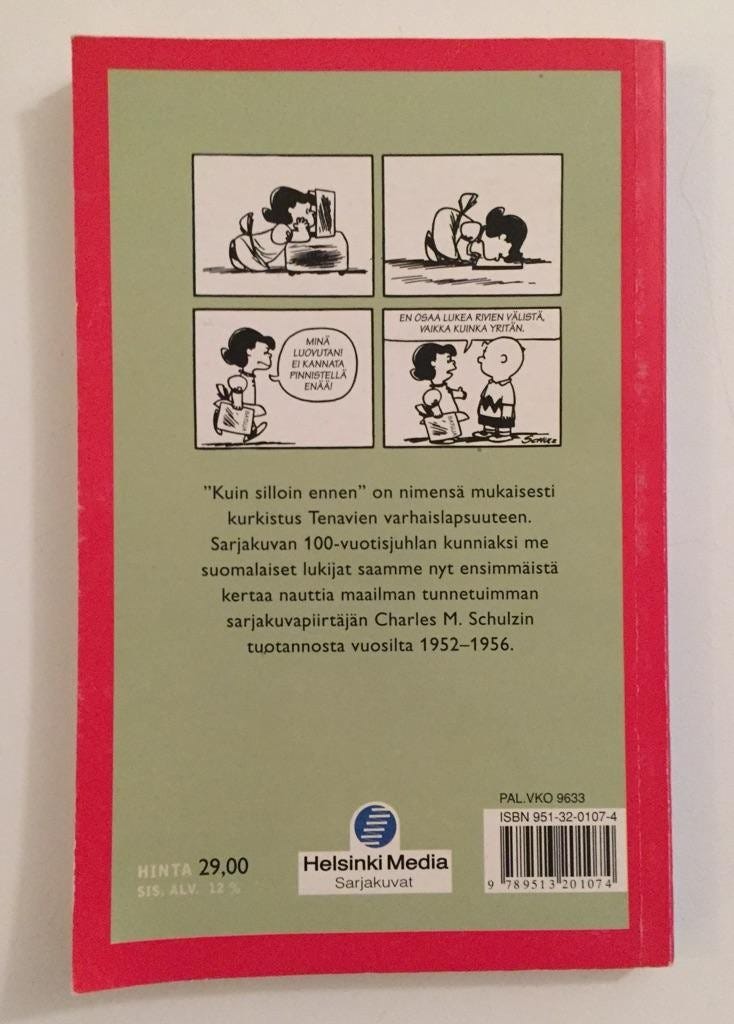 MINÄ
LUOVUTAN!
EI KANNATA
PINNISTELLÄ
ENÄÄ!
EN OSAA LUKEA RIVIEN VÄLISTÄ,
VAIKKA KUINKA YRITÄN.
SCHULZ
"Kuin silloin ennen" on nimensä mukaisesti
kurkistus Tenavien varhaislapsuuteen.
Sarjakuvan 100-vuotisjuhlan kunniaksi me
suomalaiset lukijat saamme nyt ensimmäistä
kertaa nauttia maailman tunnetuimman
sarjakuvapiirtäjän Charles M. Schulzin
tuotannosta vuosilta 1952–1956.
HINTA 29,00
SIS. ALV. 12 %
Helsinki Media
Sarjakuvat
PAL.VKO 9633
ISBN 951-32-0107-4
9 789513 201074